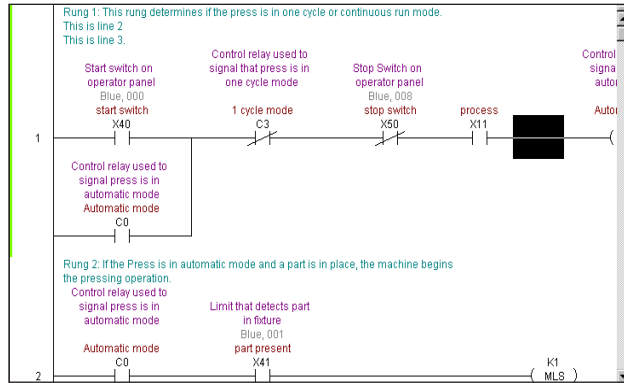 Rung 1: This rung determines if the press is in one cycle or continuous run mode.
This is line 2
This is line 3.
Start switch on
operator panel
Blue, 000
start switch
X40
Control relay used to
signal that press is in
one cycle mode
1 cycle mode
C3
Stop Switch on
operator panel
Blue, 008
stop switch
X50
process
X11
Control
signa
autor
Autor
1
Control relay used to
signal press is in
automatic mode
Automatic mode
C0
Rung 2: If the Press is in automatic mode and a part is in place, the machine begins
the pressing operation.
Control relay used to
signal press is in
automatic mode
Automatic mode
C0
Limit that detects part
in fixture
Blue, 001
part present
X41
K1
MLS
2